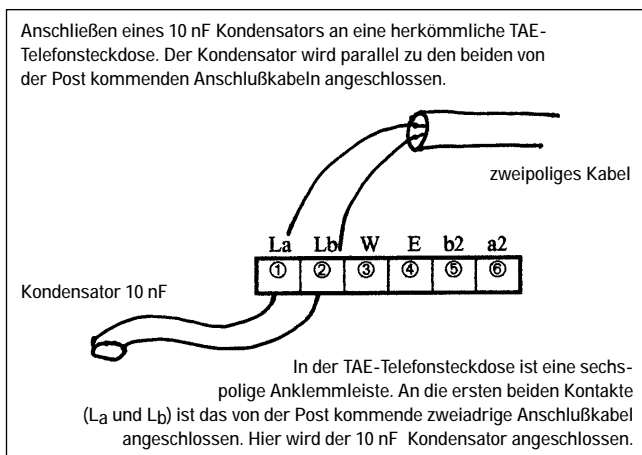 Anschließen eines 10 nF Kondensators an eine herkömmliche TAE-
Telefonsteckdose. Der Kondensator wird parallel zu den beiden von
der Post kommenden Anschlußkabeln angeschlossen.
zweipoliges Kabel
La Lb W E b2 a2
① ② ③ ④ ⑤ ⑥
Kondensator 10 nF
In der TAE-Telefonsteckdose ist eine sechs-
polige Anklemmleiste. An die ersten beiden Kontakte
(La und Lb) ist das von der Post kommende zweiadrige Anschlußkabel
angeschlossen. Hier wird der 10 nF Kondensator angeschlossen.